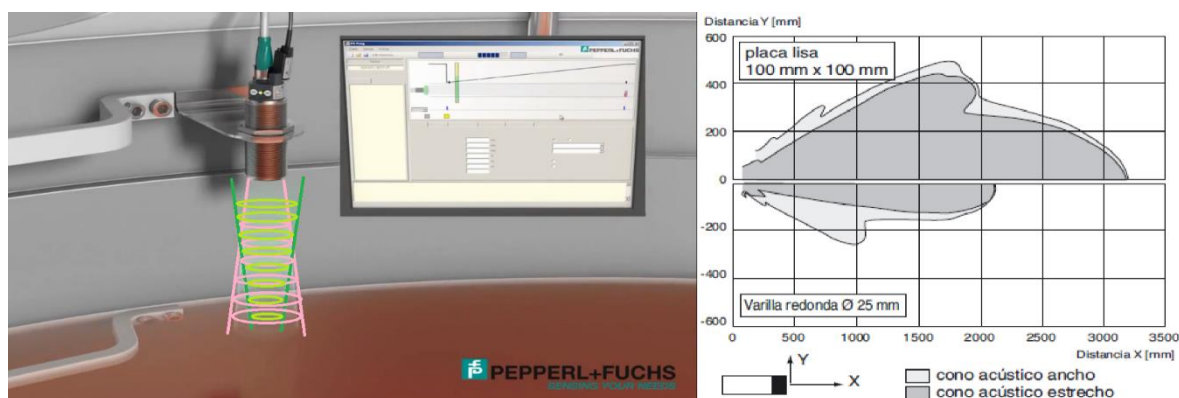 PEPPERL+FUCHS
PEPPERL+FUCHS
SENSING YOUR NEEDS
Distancia Y [mm]
600
placa lisa
100 mm x 100 mm
400
200
0
-200
-400
Varilla redonda Ø 25 mm
-600
0
500
1000
1500
2000
2500
3000
3500
Distancia X [mm]
Y
X
cono acústico ancho
cono acústico estrecho